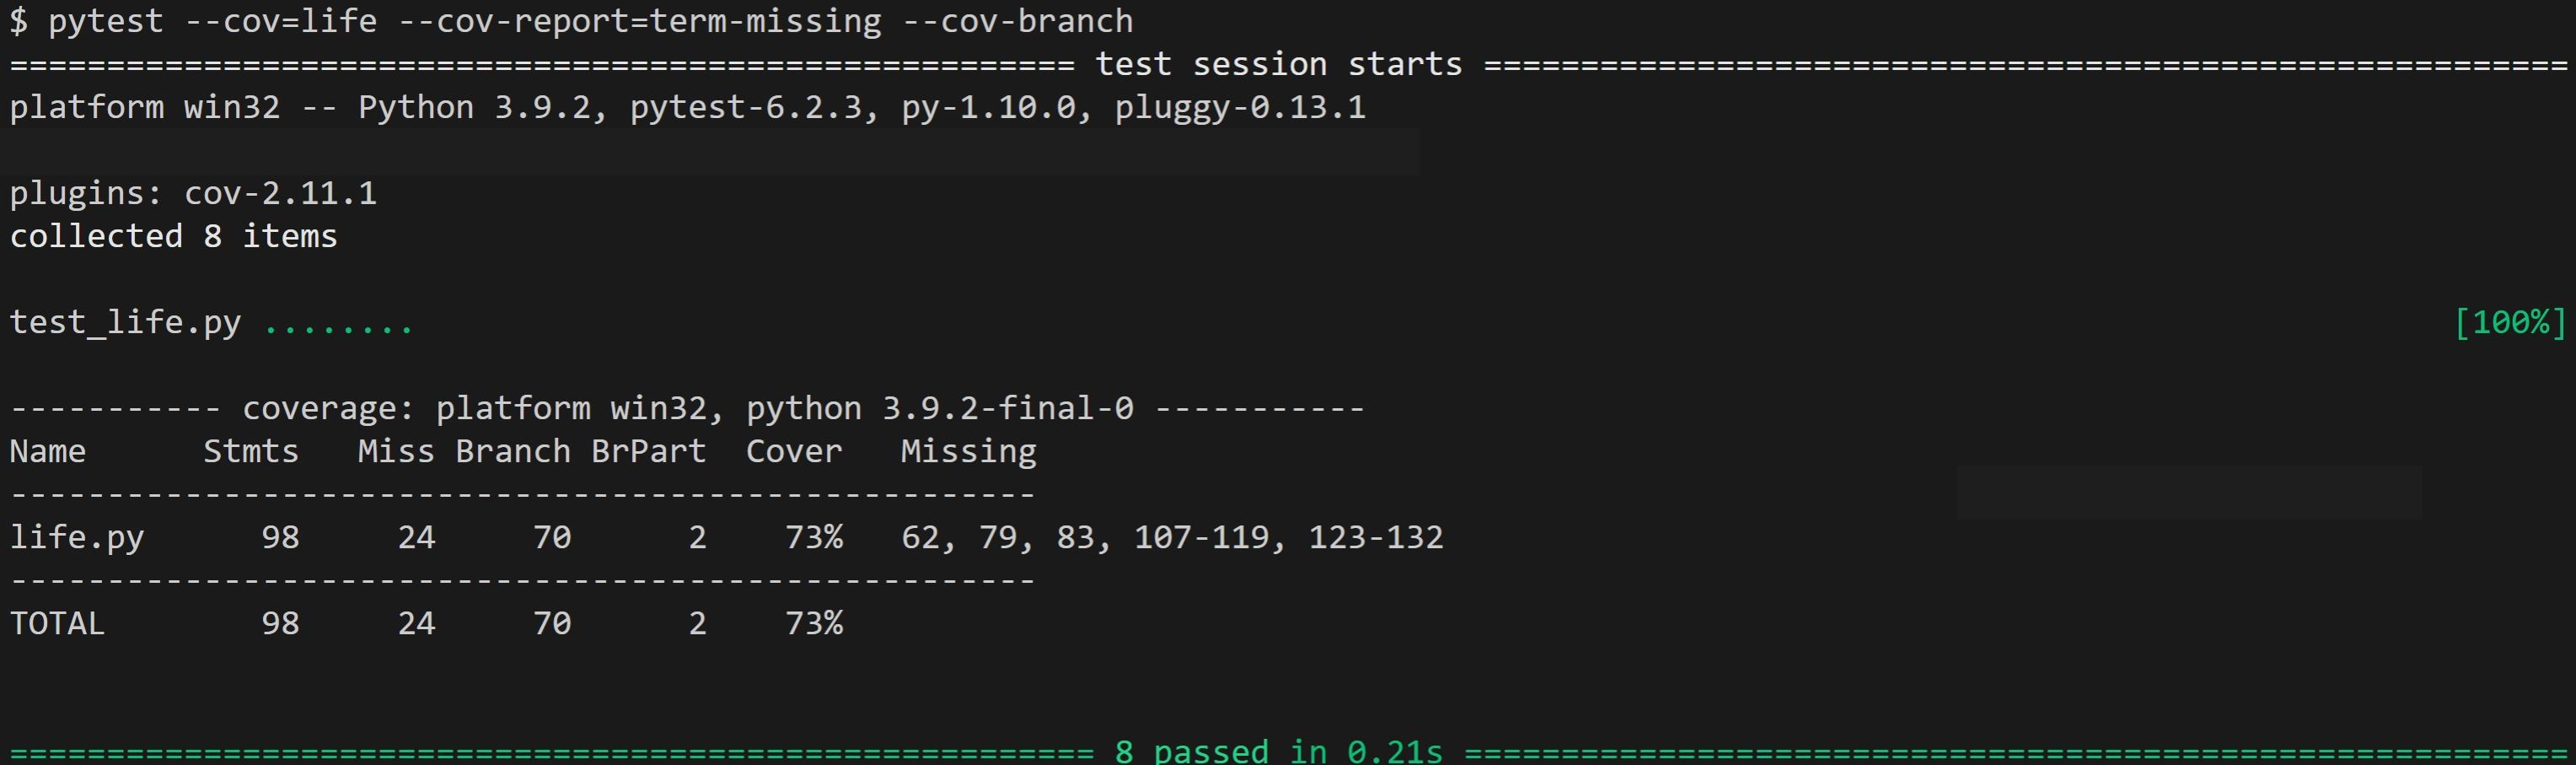 $ pytest --cov=life --cov-report=term-missing --cov-branch
======================================================= test session starts ========================================================
platform win32 -- Python 3.9.2, pytest-6.2.3, py-1.10.0, pluggy-0.13.1
plugins: cov-2.11.1
collected 8 items
test_life.py ........ [100%]
----------- coverage: platform win32, python 3.9.2-final-0 -----------
Name      Stmts   Miss Branch BrPart  Cover   Missing
-----------------------------------------------------
life.py      98     24     70      2    73%   62, 79, 83, 107-119, 123-132
-----------------------------------------------------
TOTAL        98     24     70      2    73%
======================================================== 8 passed in 0.21s =========================================================